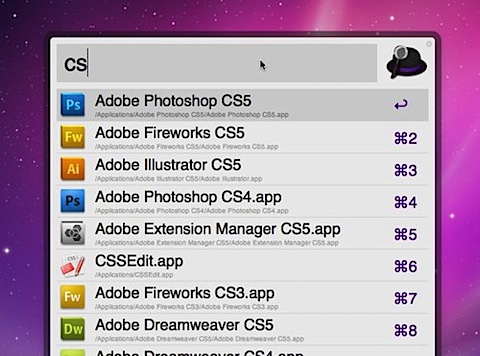 CS
Ps Adobe Photoshop CS5 ↩
/Applications/Adobe Photoshop CS5/Adobe Photoshop CS5.app
Fw Adobe Fireworks CS5 ⌘2
/Applications/Adobe Fireworks CS5/Adobe Fireworks CS5.app
Ai Adobe Illustrator CS5 ⌘3
/Applications/Adobe Illustrator CS5/Adobe Illustrator.app
Ps Adobe Photoshop CS4.app ⌘4
/Applications/Adobe Photoshop CS4/Adobe Photoshop CS4.app
Adobe Extension Manager CS5.app ⌘5
/Applications/Adobe Extension Manager CS5/Adobe Extension Manager CS5.app
CSSEdit.app ⌘6
/Applications/CSSEdit.app
Fw Adobe Fireworks CS3.app ⌘7
/Applications/Adobe Fireworks CS3/Adobe Fireworks CS3.app
Dw Adobe Dreamweaver CS5 ⌘8
/Applications/Adobe Dreamweaver CS5/Adobe Dreamweaver CS5.app
Adobe Dreamweaver CS4.app